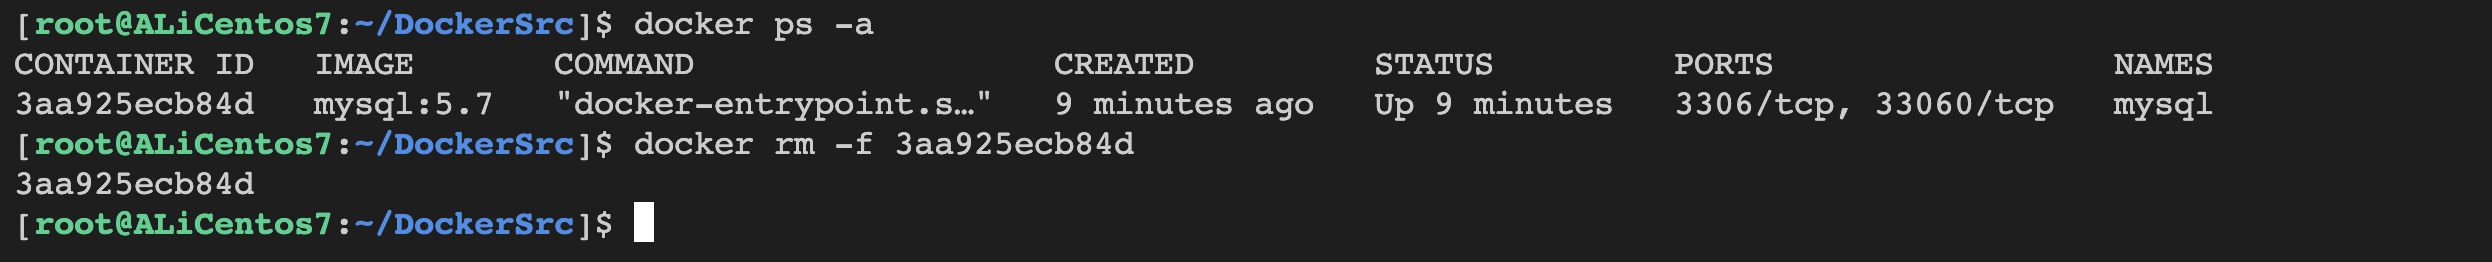 [root@ALiCentos7:~/DockerSrc]$ docker ps -a
CONTAINER ID   IMAGE       COMMAND                  CREATED         STATUS         PORTS                 NAMES
3aa925ecb84d   mysql:5.7   "docker-entrypoint.s…"   9 minutes ago   Up 9 minutes   3306/tcp, 33060/tcp   mysql
[root@ALiCentos7:~/DockerSrc]$ docker rm -f 3aa925ecb84d
3aa925ecb84d
[root@ALiCentos7:~/DockerSrc]$